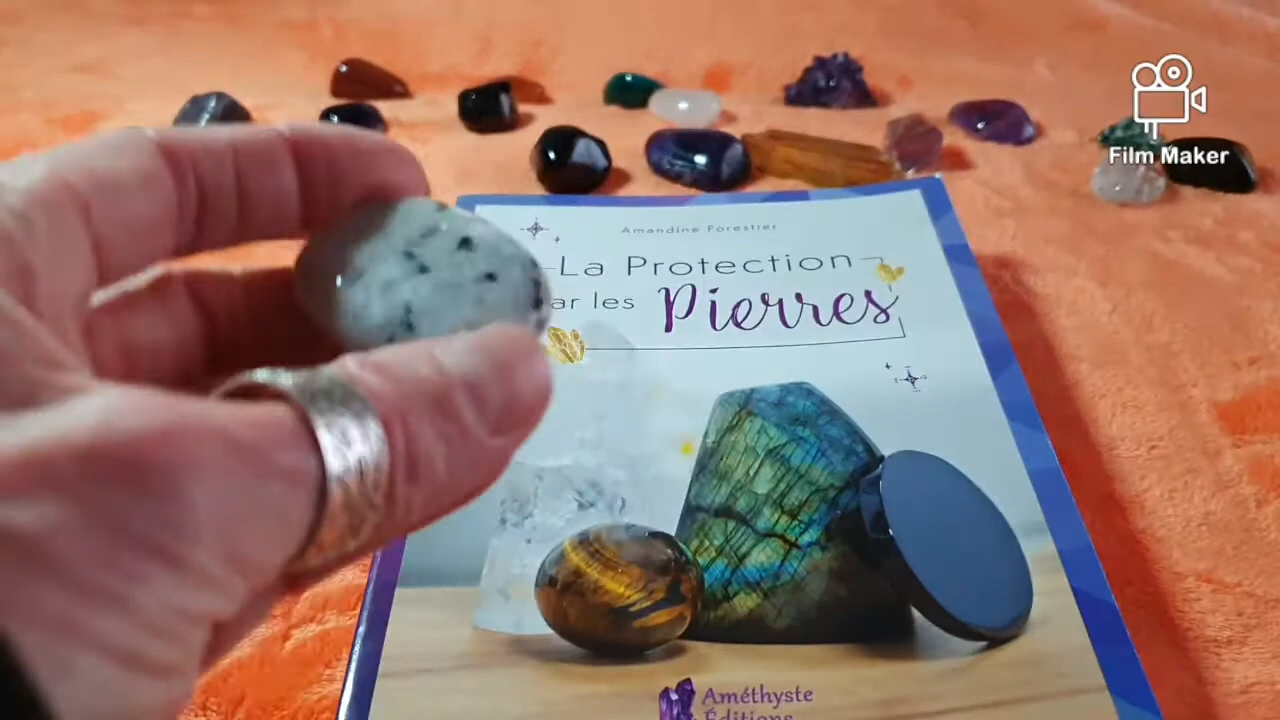 Film Maker
Amandine Forestier
La Protection
ar les Pierres
Améthyste
Éditions